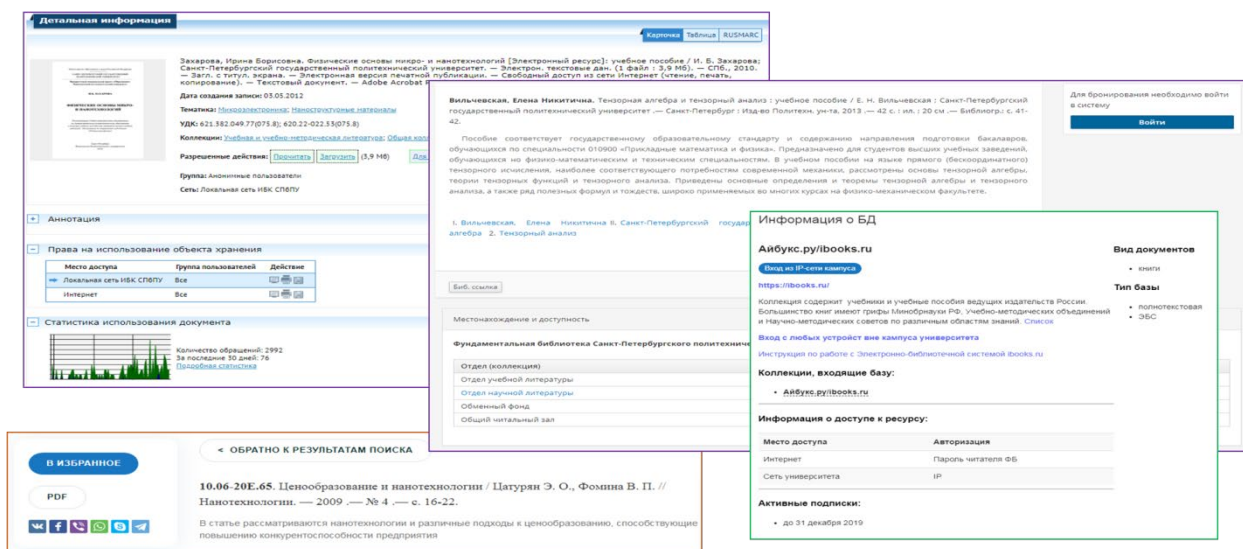 Детальная информация
Карточка Таблица RUSMARC
Захарова, Ирина Борисовна. Физические основы микро- и нанотехнологий [Электронный ресурс]: учебное пособие / И. Б. Захарова;
Санкт-Петербургский государственный политехнический университет. — Электрон. текстовые дан. (1 файл : 3,9 Мб). — СПб., 2010.
— Загл. с титул. экрана. — Электронная версия печатной публикации. — Свободный доступ из сети Интернет (чтение, печать,
копирование). — Текстовый документ. — Adobe Acrobat
Дата создания записи: 03.05.2012
Тематика: Микроэлектроника; Наноструктурные материалы
УДК: 621.382.049.77(075.8); 620.22-022.53(075.8)
Коллекции: Учебная и учебно-методическая литература; Общая
Разрешенные действия: Прочитать Загрузить (3,9 Мб)
Группа: Анонимные пользователи
Сеть: Локальная сеть ИБК СПбПУ
Аннотация
Права на использование объекта хранения
Место доступа Группа пользователей Действие
Локальная сеть ИБК СПбПУ Все
Интернет Все
Статистика использования документа
Количество обращений: 2992
За последние 30 дней: 76
Подробная статистика
Вильчевская, Елена Никитична. Тензорная алгебра и тензорный анализ : учебное пособие / Е. Н. Вильчевская ; Санкт-Петербургский
государственный политехнический университет .— Санкт-Петербург : Изд-во Политехн. ун-та, 2013 .— 42 с. : ил. ; 20 см .— Библиогр.: с. 41-
42.
Пособие соответствует государственному образовательному стандарту и содержанию направления подготовки бакалавров,
обучающихся по специальности 010900 «Прикладные математика и физика». Предназначено для студентов высших учебных заведений,
обучающихся по физико-математическим и техническим специальностям. В учебном пособии на языке прямого (бескоординатного)
тензорного исчисления, наиболее соответствующего потребностям современной механики, рассмотрены основы тензорной алгебры,
теории тензорных функций и тензорного анализа. Приведены основные определения и теоремы тензорной алгебры и тензорного
анализа, а также ряд полезных формул и тождеств, широко применяемых во многих курсах на физико-механическом факультете.
I. Вильчевская, Елена Никитична II. Санкт-Петербургский
алгебра 2. Тензорный анализ
Биб. ссылка
Местонахождение и доступность
Фундаментальная библиотека Санкт-Петербургского
Отдел (коллекция)
Отдел учебной литературы
Отдел научной литературы
Обменный фонд
Общий читальный зал
Для бронирования необходимо войти
в систему
Войти
Информация о БД
Айбукс.ру/ibooks.ru
Вход из IP-сети кампуса
https://ibooks.ru/
Коллекция содержит учебники и учебные пособия ведущих издательств России.
Большинство книг имеют грифы Минобрнауки РФ, Учебно-методических объединений
и Научно-методических советов по различным областям знаний. Список
Вход с любых устройст вне кампуса университета
Инструкция по работе с Электронно-библиотечной системой ibooks.ru
Коллекции, входящие базу:
Айбукс.ру/ibooks.ru
Информация о доступе к ресурсу:
Место доступа Авторизация
Интернет Пароль читателя ФБ
Сеть университета IP
Активные подписки:
до 31 декабря 2019
Вид документов
книги
Тип базы
полнотекстовая
ЭБС
В ИЗБРАННОЕ
PDF
< ОБРАТНО К РЕЗУЛЬТАТАМ ПОИСКА
10.06-20Е.65. Ценообразование и нанотехнологии / Цатурян Э. О., Фомина В. П. //
Нанотехнологии. — 2009 .— № 4 .— с. 16-22.
В статье рассматриваются нанотехнологии и различные подходы к ценообразованию, способствующие
повышению конкурентоспособности предприятия